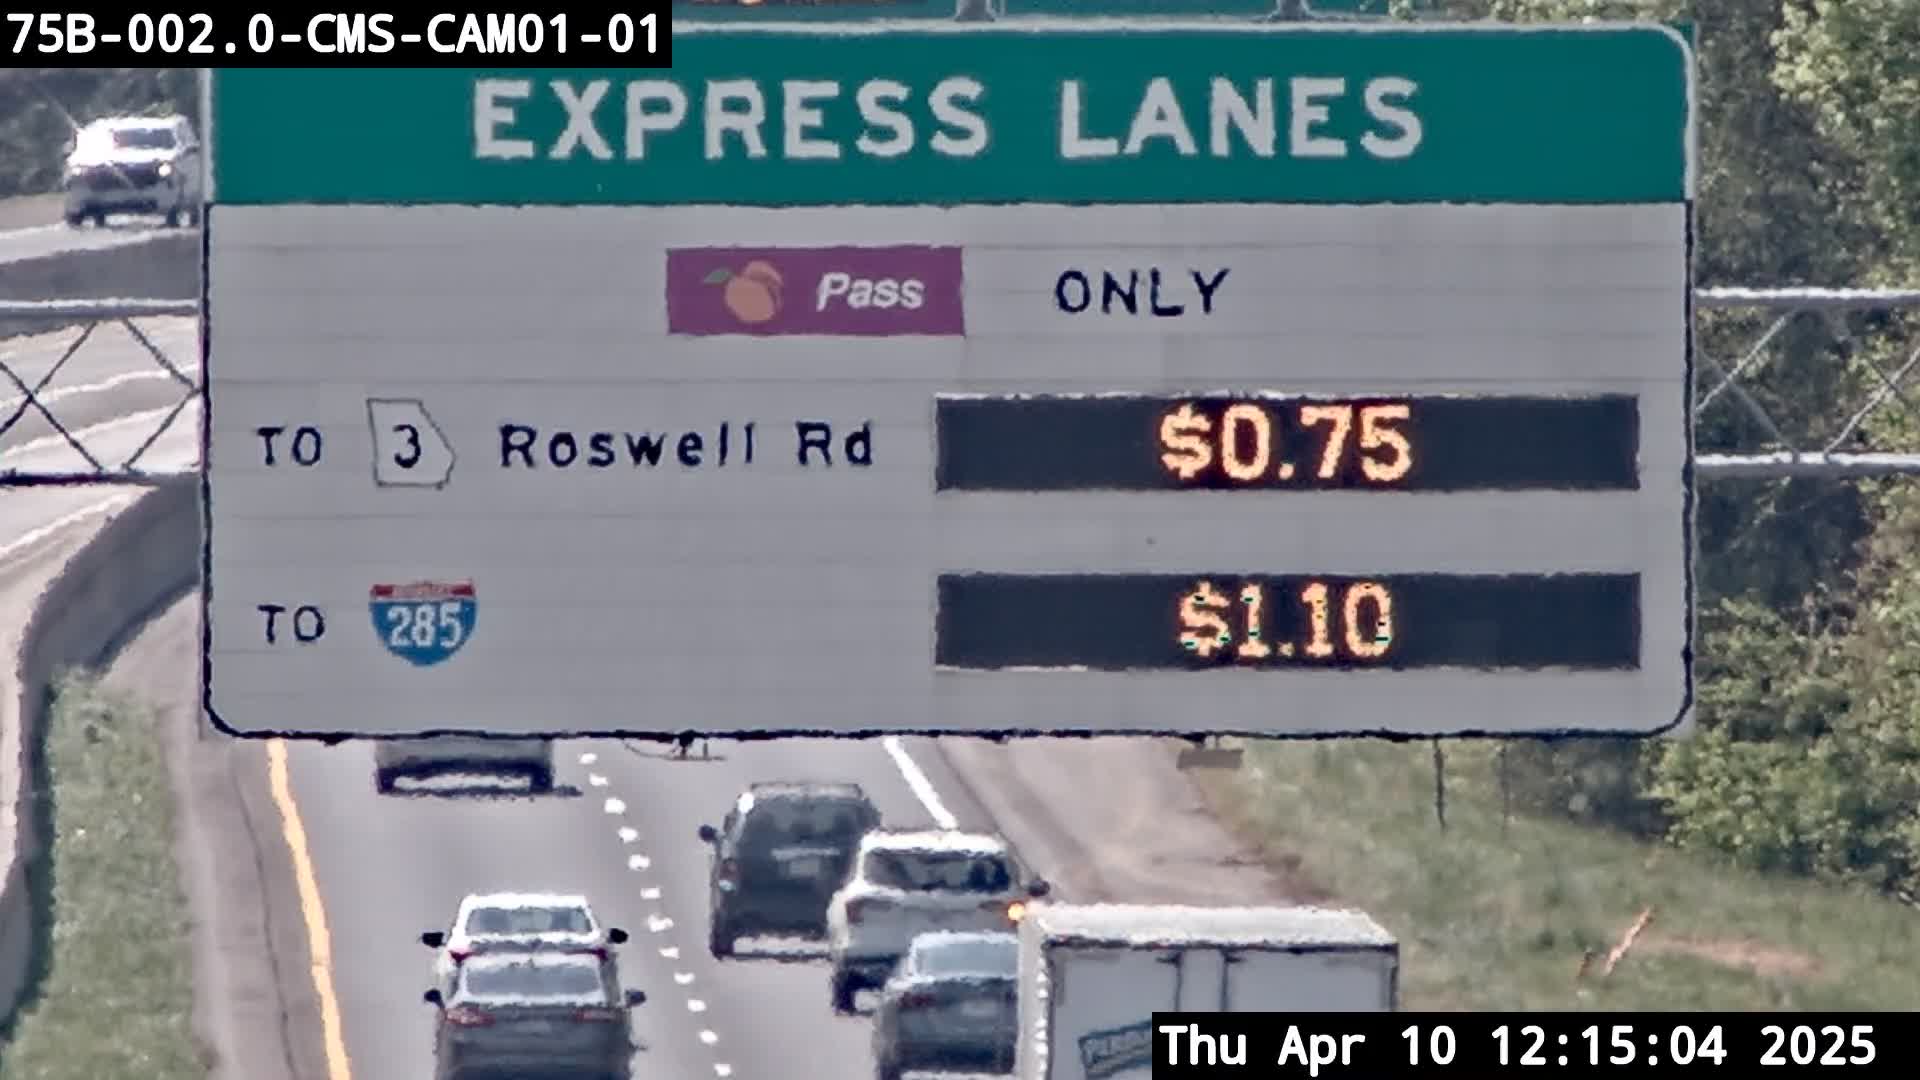 75B-002.0-CMS-CAM01-01
EXPRESS LANES
Pass ONLY
TO 3 Roswell Rd $0.75
TO 285 $1.10
Thu Apr 10 12:15:04 2025